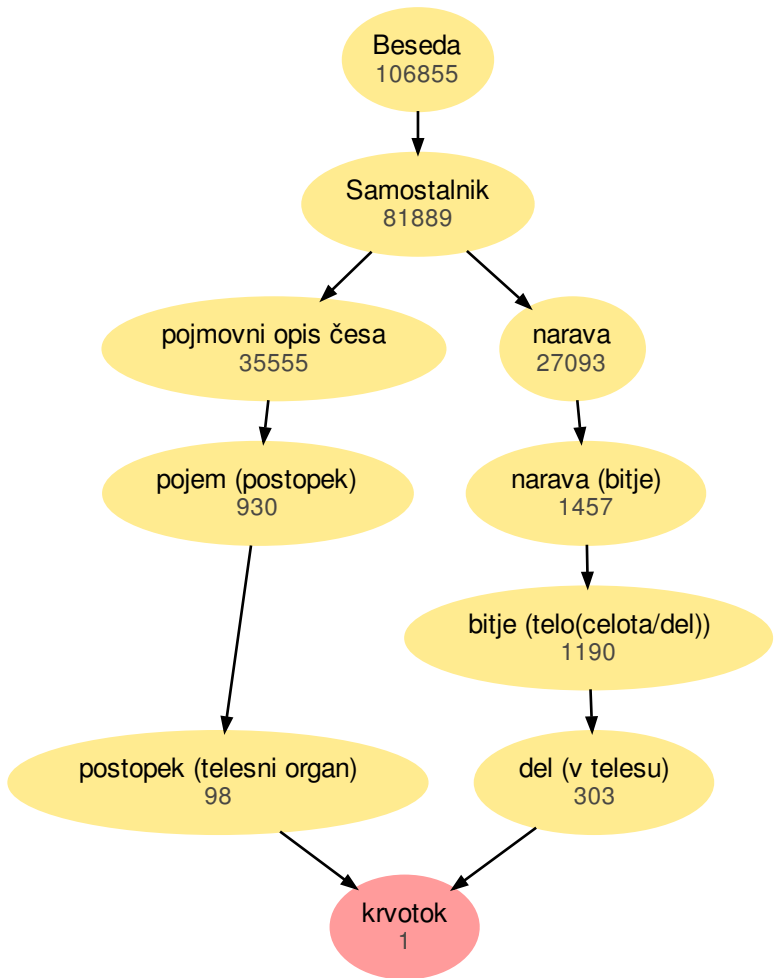 Beseda
106855
Samostalnik
81889
pojmovni opis česa
35555
narava
27093
pojem (postopek)
930
narava (bitje)
1457
bitje (telo(celota/del))
1190
postopek (telesni organ)
98
del (v telesu)
303
krvotok
1